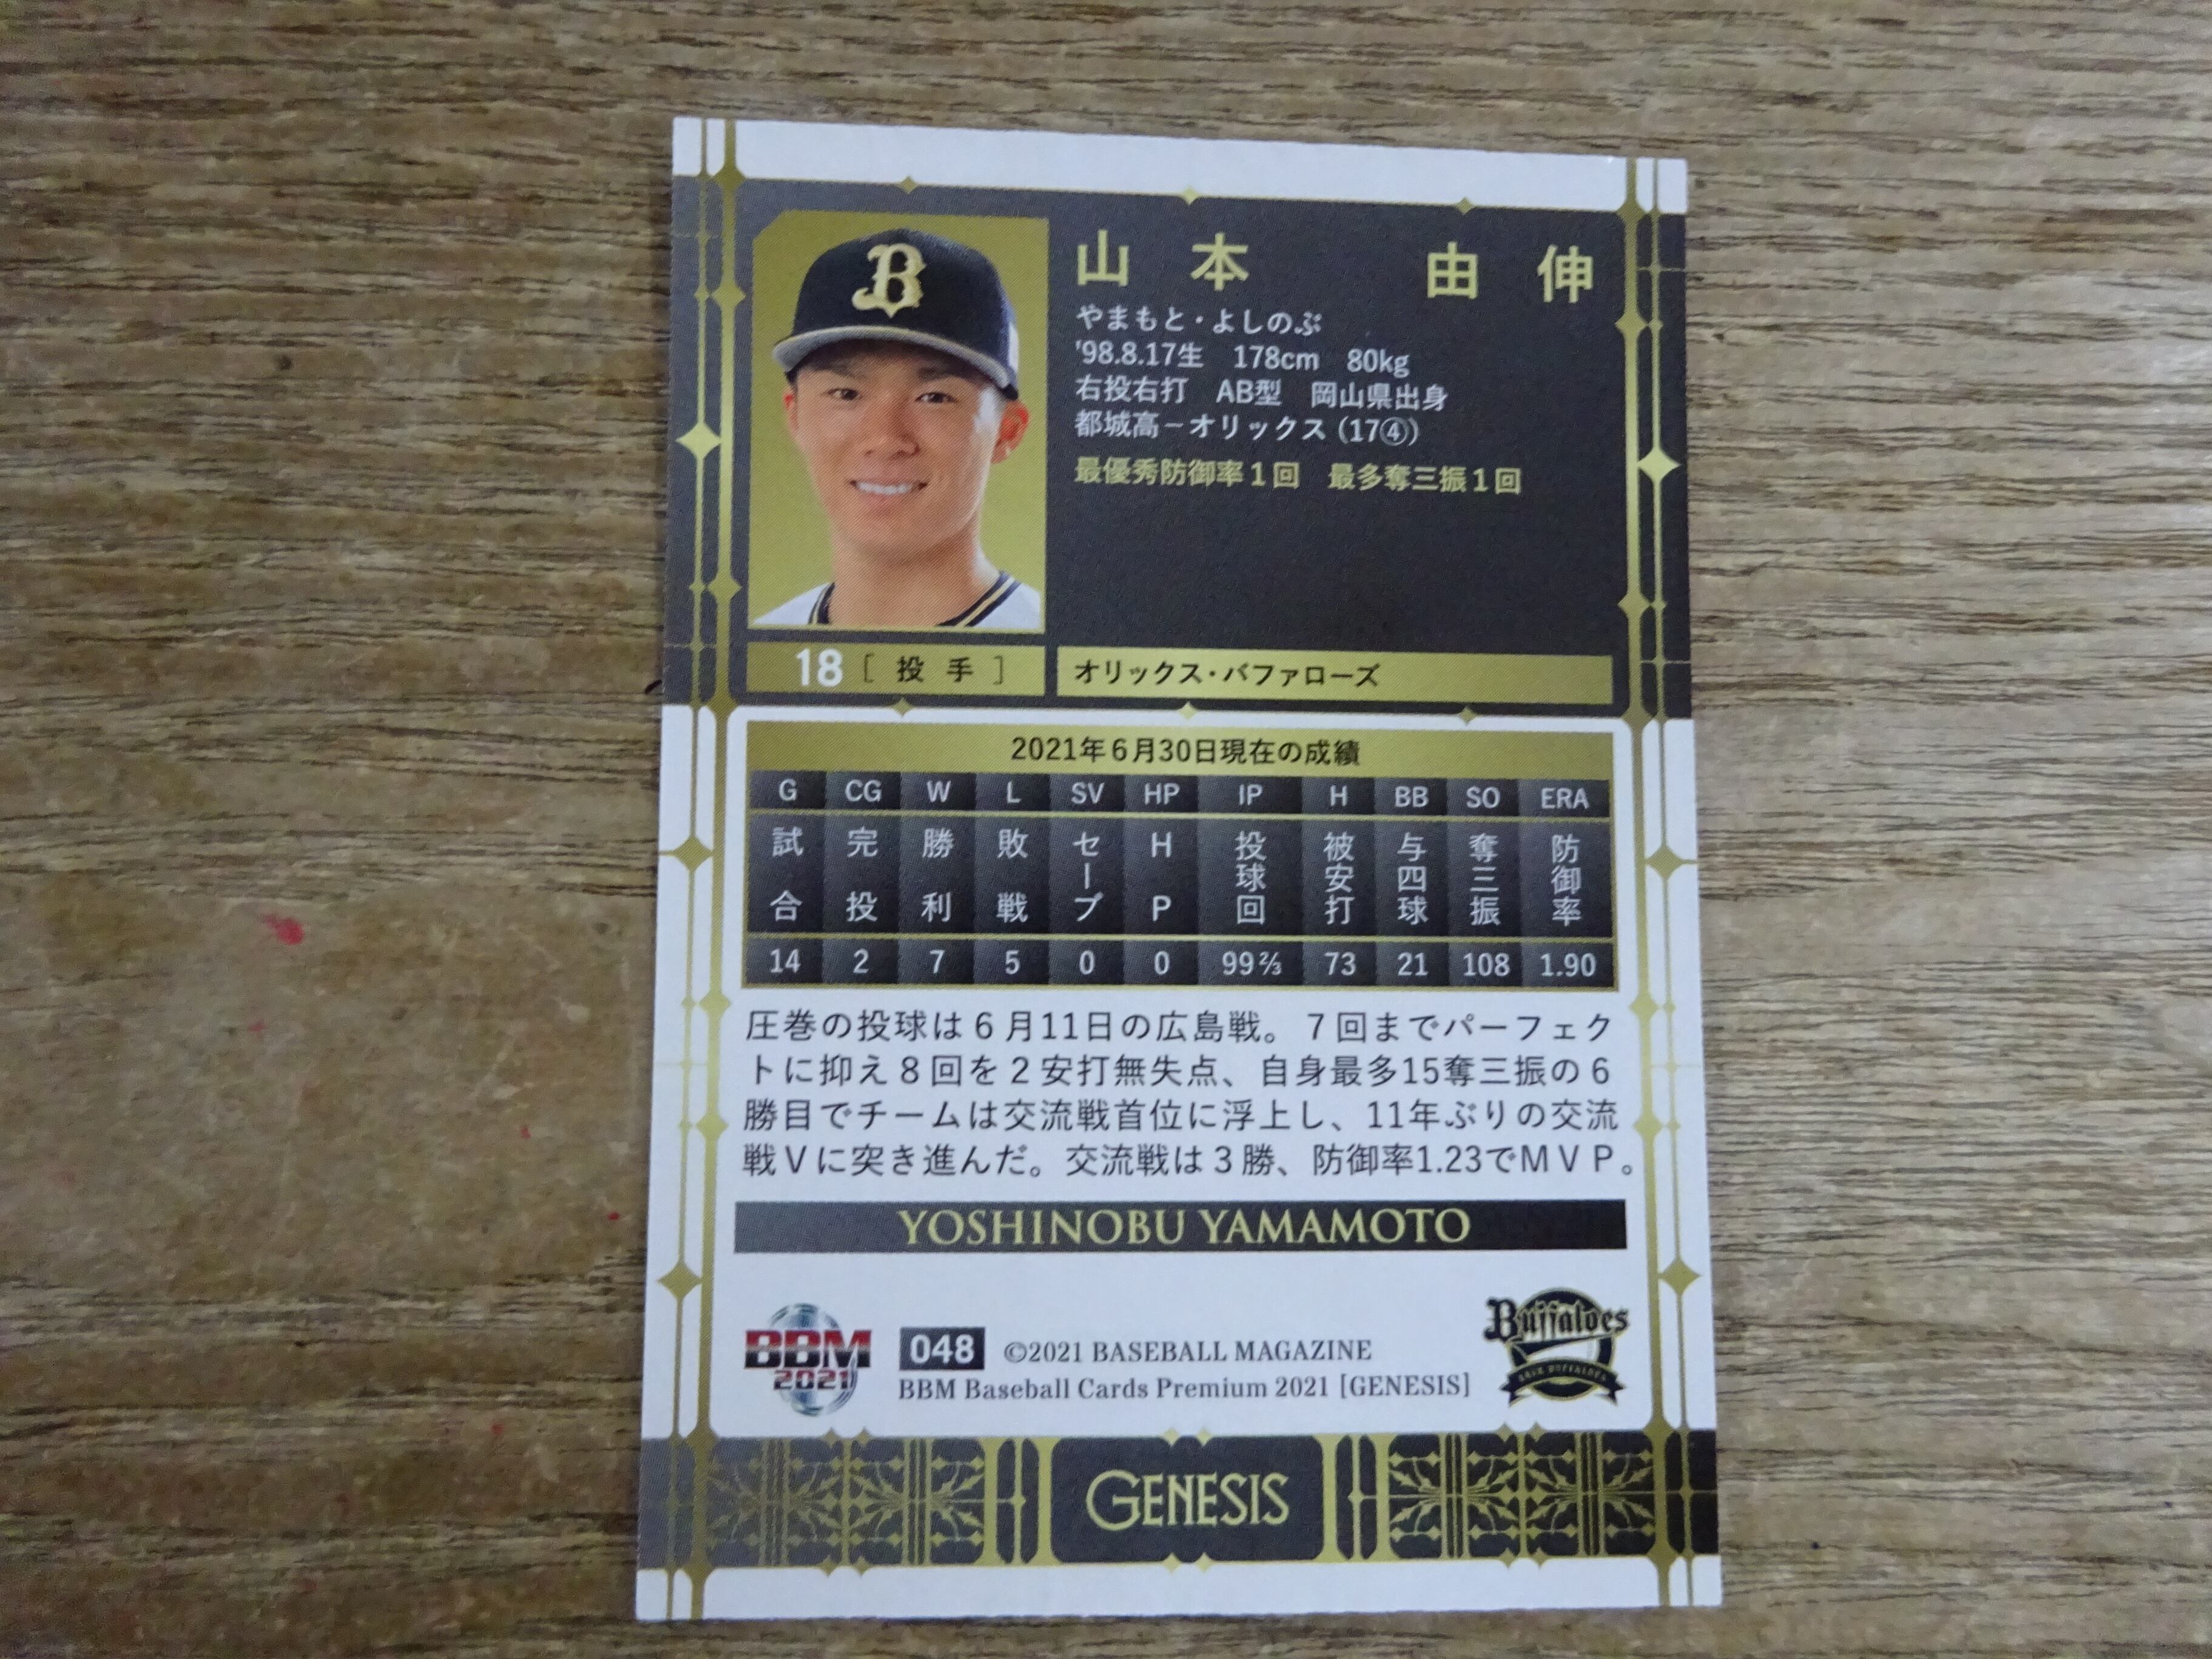 B
山本 由伸
やまもと・よしのぶ
'98.8.17生 178cm 80kg
右投右打 AB型 岡山県出身
都城高－オリックス（17④）
最優秀防御率1回 最多奪三振1回
18［投手］ オリックス・バファローズ
2021年6月30日現在の成績
G CG W L SV HP IP H BB SO ERA
試合 完投 勝利 敗戦 セーブ HP 投球回 被安打 与四球 奪三振 防御率
14 2 7 5 0 0 99⅔ 73 21 108 1.90
圧巻の投球は6月11日の広島戦。7回までパーフェク
トに抑え8回を2安打無失点、自身最多15奪三振の6
勝目でチームは交流戦首位に浮上し、11年ぶりの交流
戦Vに突き進んだ。交流戦は3勝、防御率1.23でMVP。
YOSHINOBU YAMAMOTO
BBM
2021
048 ©2021 BASEBALL MAGAZINE
BBM Baseball Cards Premium 2021 [GENESIS]
Buffaloes
ORIX BUFFALOES
GENESIS